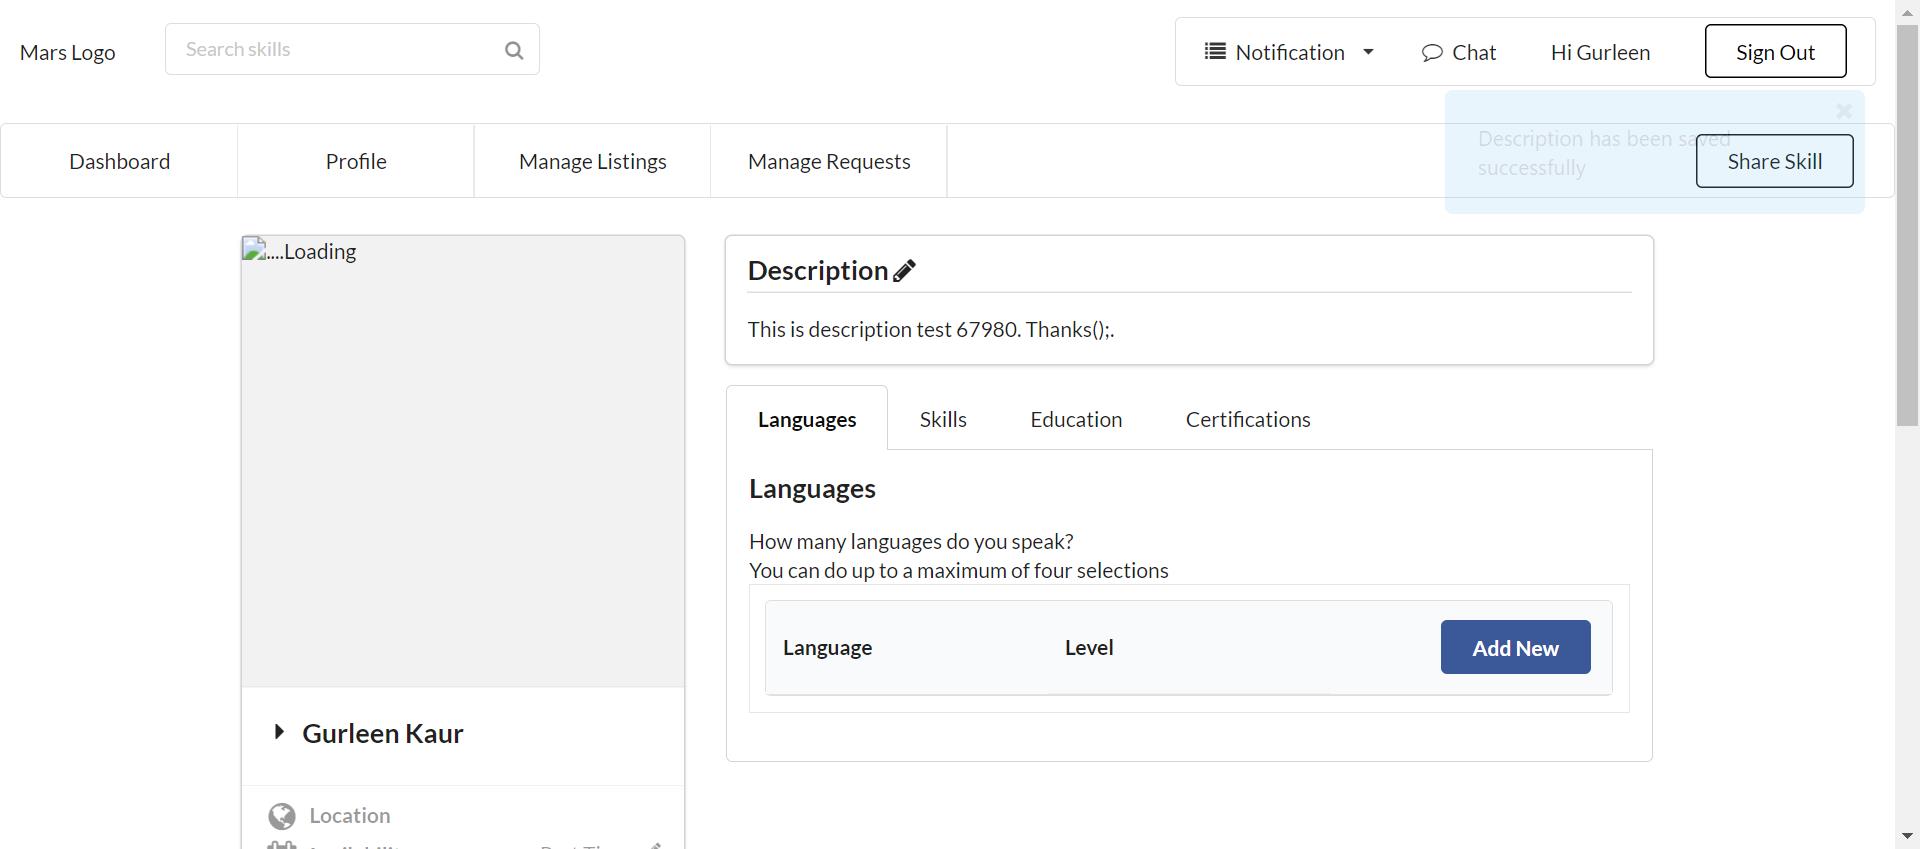 Mars Logo
Search skills
Notification
Chat
Hi Gurleen
Sign Out
Description has been saved
successfully
Dashboard
Profile
Manage Listings
Manage Requests
Share Skill
....Loading
Description
This is description test 67980. Thanks();.
Languages
Skills
Education
Certifications
Languages
How many languages do you speak?
You can do up to a maximum of four selections
Language
Level
Add New
Gurleen Kaur
Location